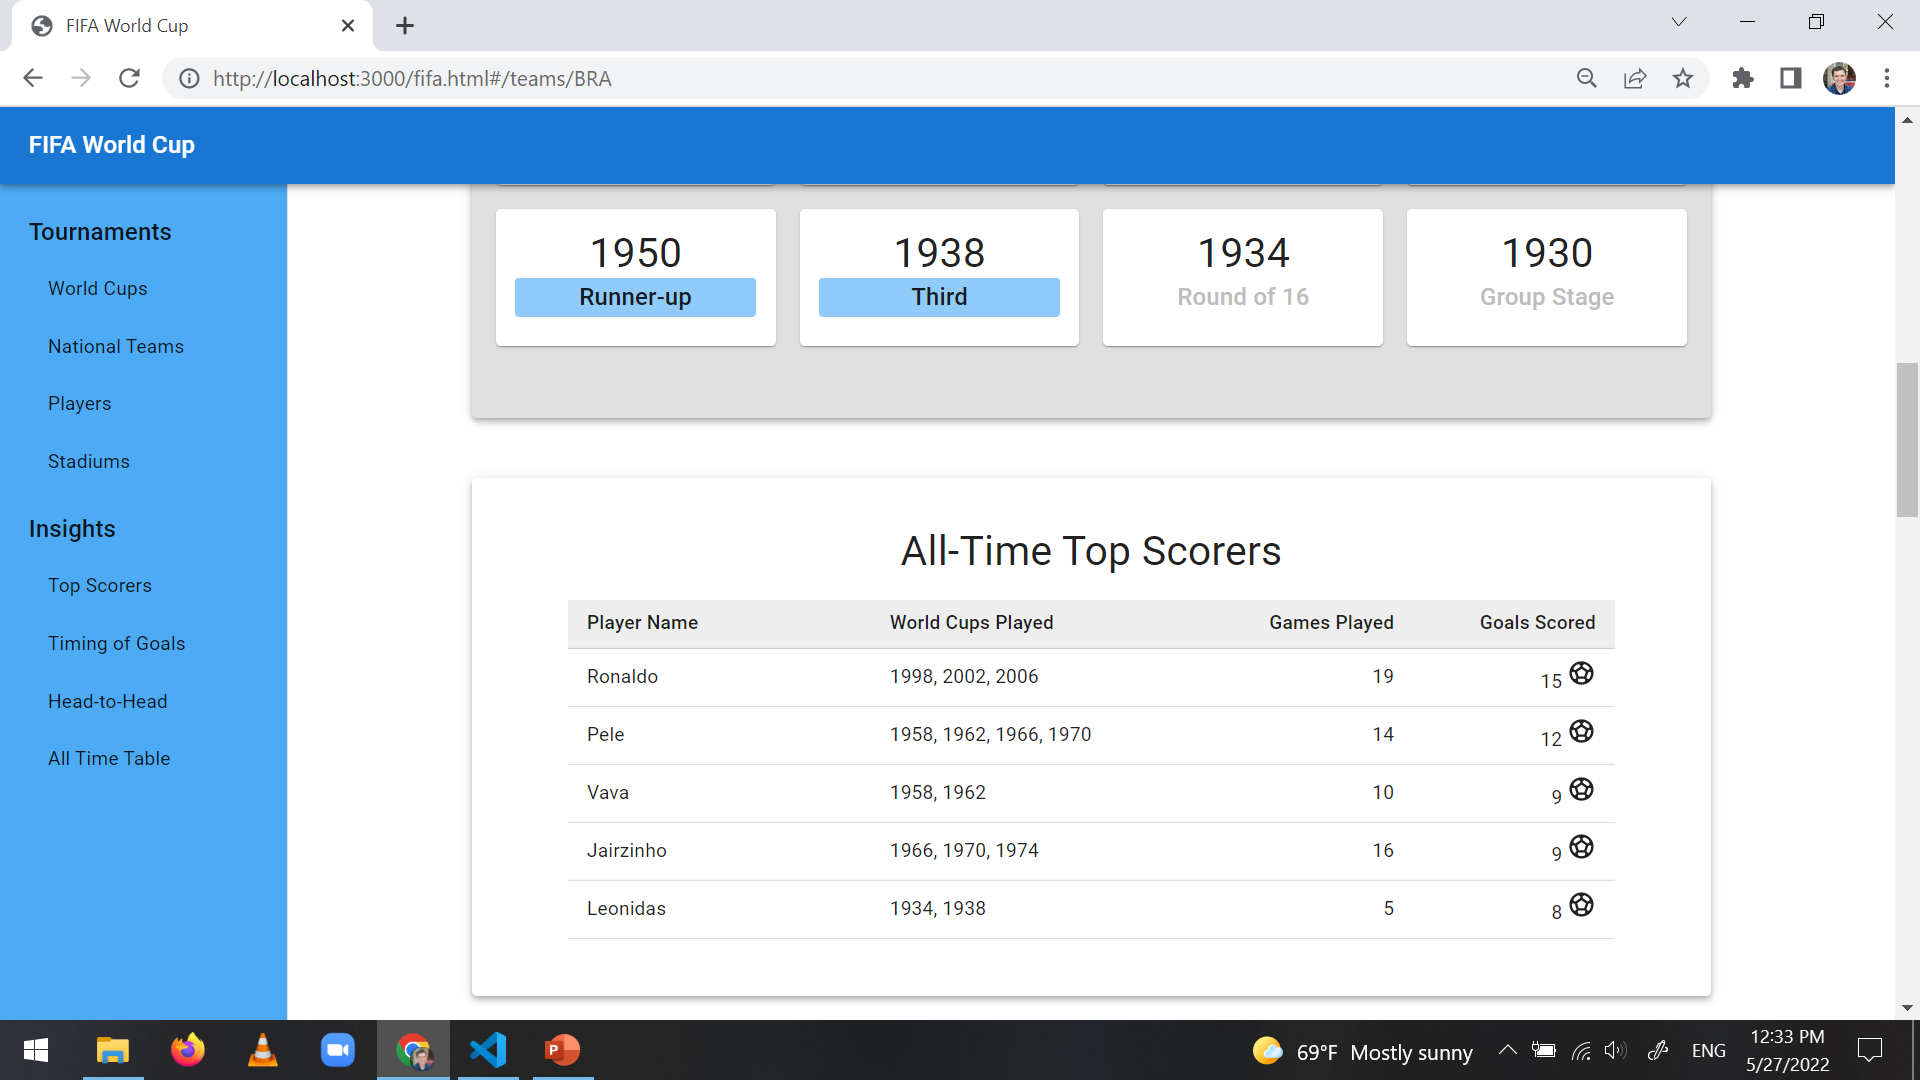 FIFA World Cup
http://localhost:3000/fifa.html#/teams/BRA
FIFA World Cup
Tournaments
World Cups
National Teams
Players
Stadiums
Insights
Top Scorers
Timing of Goals
Head-to-Head
All Time Table
1950 1938 1934 1930
Runner-up Third Round of 16 Group Stage
All-Time Top Scorers
Player Name World Cups Played Games Played Goals Scored
Ronaldo 1998, 2002, 2006 19 15
Pele 1958, 1962, 1966, 1970 14 12
Vava 1958, 1962 10 9
Jairzinho 1966, 1970, 1974 16 9
Leonidas 1934, 1938 5 8
P
69°F Mostly sunny ENG
12:33 PM
5/27/2022